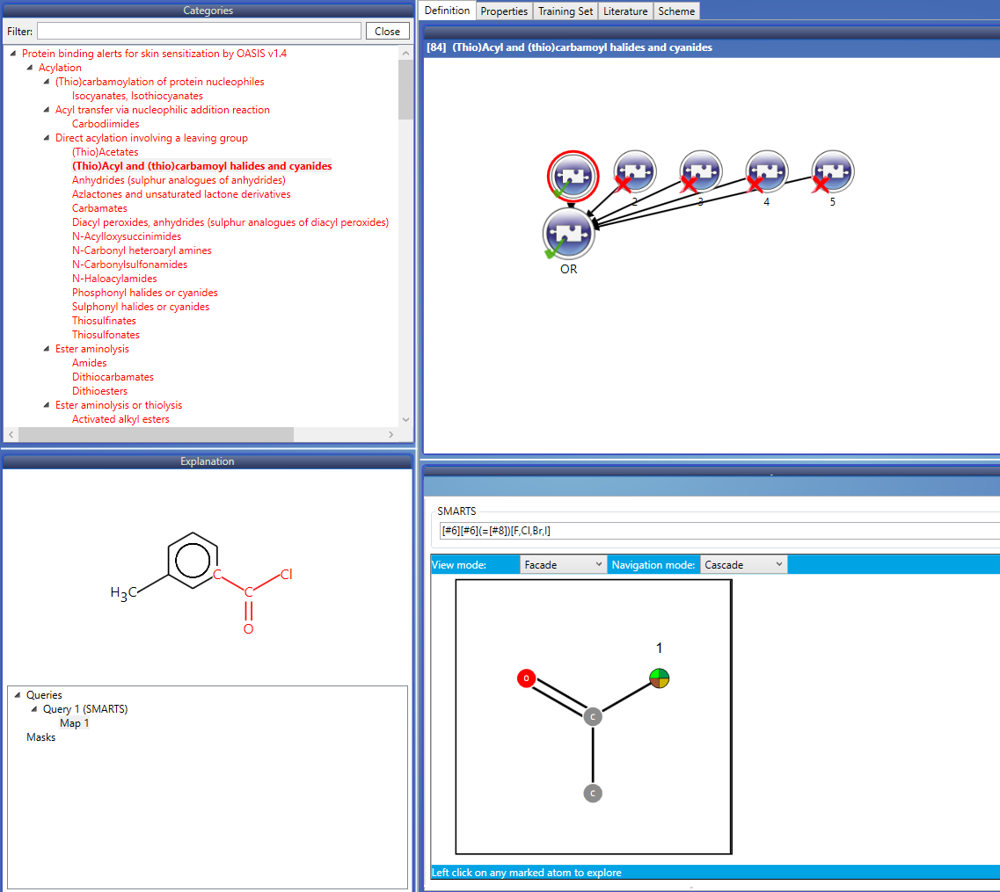 Categories
Filter:
Close
Protein binding alerts for skin sensitization by OASIS v1.4
Acylation
(Thio)carbamoylation of protein nucleophiles
Isocyanates, Isothiocyanates
Acyl transfer via nucleophilic addition reaction
Carbodiimides
Direct acylation involving a leaving group
(Thio)Acetates
(Thio)Acyl and (thio)carbamoyl halides and cyanides
Anhydrides (sulphur analogues of anhydrides)
Azlactones and unsaturated lactone derivatives
Carbamates
Diacyl peroxides, anhydrides (sulphur analogues of diacyl peroxides)
N-Acylloxysuccinimides
N-Carbonyl heteroaryl amines
N-Carbonylsulfonamides
N-Haloacylamides
Phosphonyl halides or cyanides
Sulphonyl halides or cyanides
Thiosulfinates
Thiosulfonates
Ester aminolysis
Amides
Dithiocarbamates
Dithioesters
Ester aminolysis or thiolysis
Activated alkyl esters
Definition Properties Training Set Literature Scheme
[84] (Thio)Acyl and (thio)carbamoyl halides and cyanides
2 3 4 5
OR
Explanation
H3C C C Cl
O
Queries
Query 1 (SMARTS)
Map 1
Masks
SMARTS
[#6][#6](=[#8])[F,Cl,Br,I]
View mode: Facade Navigation mode: Cascade
1
O
C
C
Left click on any marked atom to explore